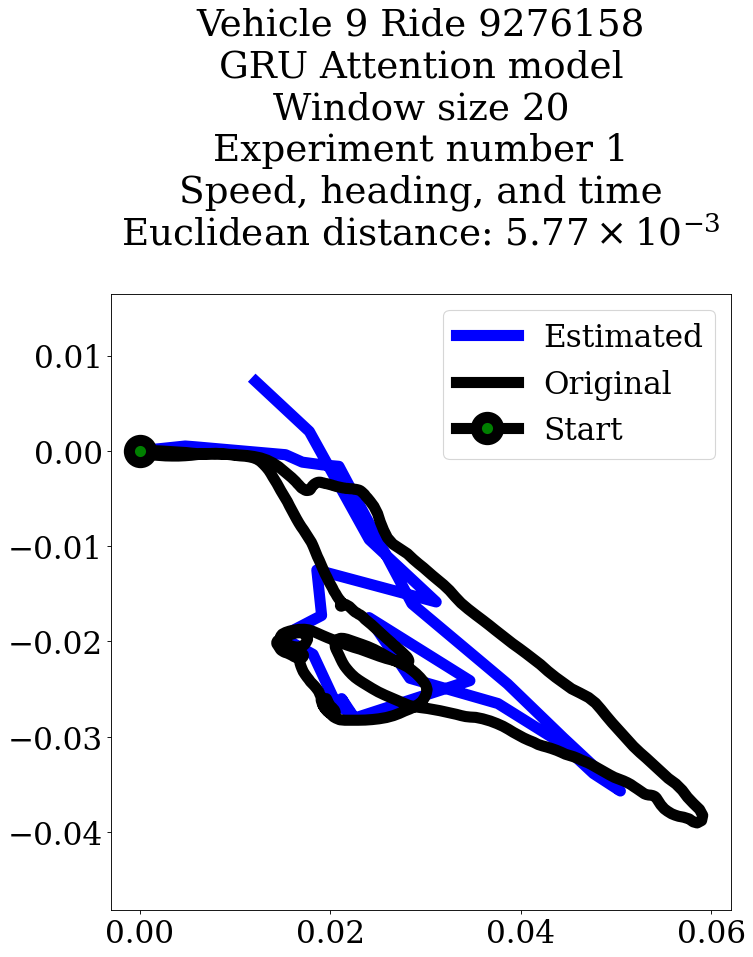 Vehicle 9 Ride 9276158
GRU Attention model
Window size 20
Experiment number 1
Speed, heading, and time
Euclidean distance: 5.77 × 10⁻³
Estimated
Original
Start
0.01
0.00
−0.01
−0.02
−0.03
−0.04
0.00 0.02 0.04 0.06